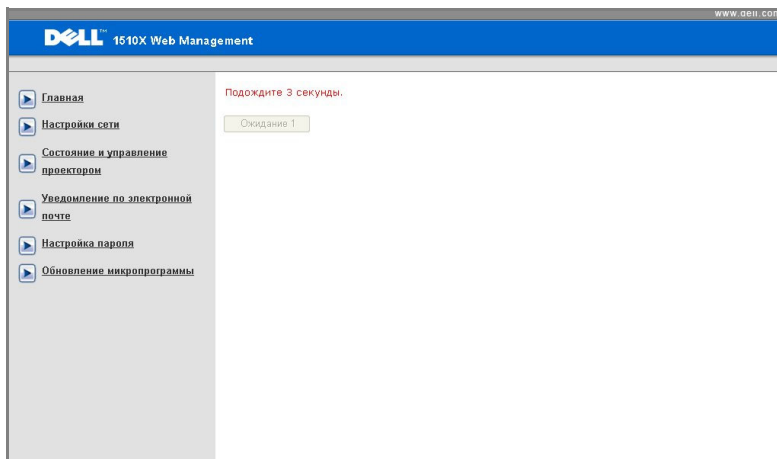 www.dell.com
DELL™ 1510X Web Management
Главная
Настройки сети
Состояние и управление
проектором
Уведомление по электронной
почте
Настройка пароля
Обновление микропрограммы
Подождите 3 секунды.
Ожидание 1